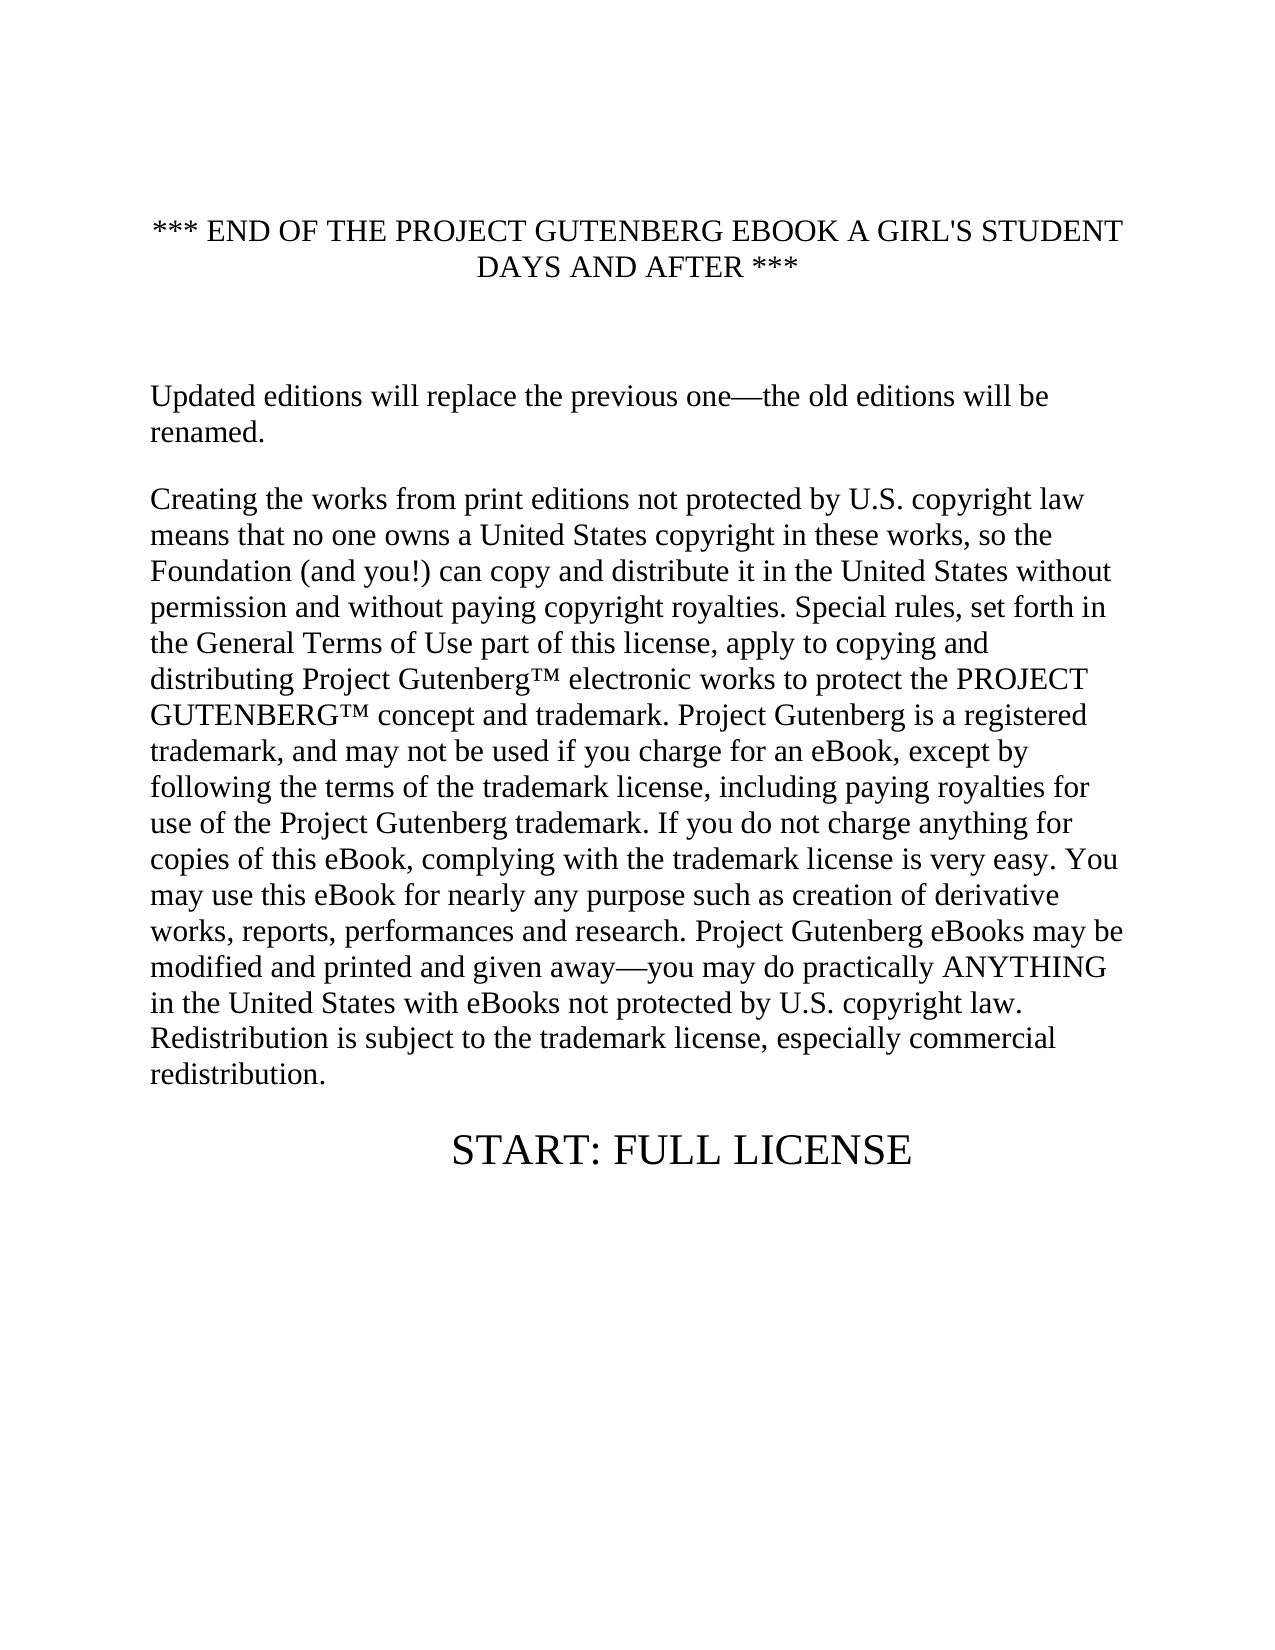 *** END OF THE PROJECT GUTENBERG EBOOK A GIRL'S STUDENT
DAYS AND AFTER ***
Updated editions will replace the previous one—the old editions will be
renamed.
Creating the works from print editions not protected by U.S. copyright law
means that no one owns a United States copyright in these works, so the
Foundation (and you!) can copy and distribute it in the United States without
permission and without paying copyright royalties. Special rules, set forth in
the General Terms of Use part of this license, apply to copying and
distributing Project Gutenberg™ electronic works to protect the PROJECT
GUTENBERG™ concept and trademark. Project Gutenberg is a registered
trademark, and may not be used if you charge for an eBook, except by
following the terms of the trademark license, including paying royalties for
use of the Project Gutenberg trademark. If you do not charge anything for
copies of this eBook, complying with the trademark license is very easy. You
may use this eBook for nearly any purpose such as creation of derivative
works, reports, performances and research. Project Gutenberg eBooks may be
modified and printed and given away—you may do practically ANYTHING
in the United States with eBooks not protected by U.S. copyright law.
Redistribution is subject to the trademark license, especially commercial
redistribution.
START: FULL LICENSE